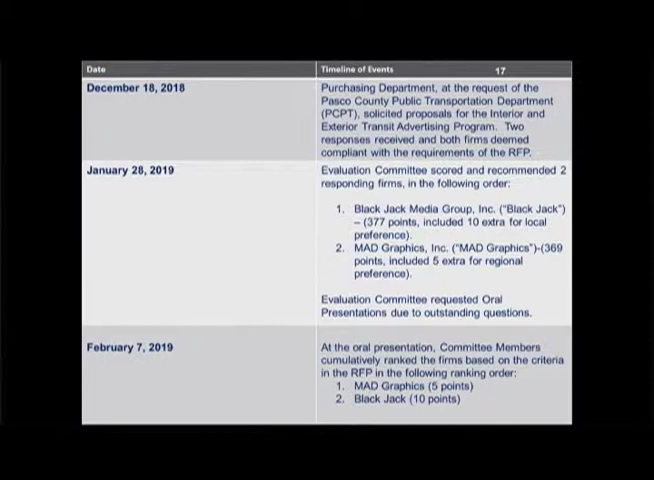 Date
Timeline of Events 17
December 18, 2018
Purchasing Department, at the request of the
Pasco County Public Transportation Department
(PCPT), solicited proposals for the Interior and
Exterior Transit Advertising Program. Two
responses received and both firms deemed
compliant with the requirements of the RFP.
January 28, 2019
Evaluation Committee scored and recommended 2
responding firms, in the following order:
1. Black Jack Media Group, Inc. ("Black Jack")
– (377 points, included 10 extra for local
preference).
2. MAD Graphics, Inc. ("MAD Graphics")-(369
points, included 5 extra for regional
preference).
Evaluation Committee requested Oral
Presentations due to outstanding questions.
February 7, 2019
At the oral presentation, Committee Members
cumulatively ranked the firms based on the criteria
in the RFP in the following ranking order:
1. MAD Graphics (5 points)
2. Black Jack (10 points)